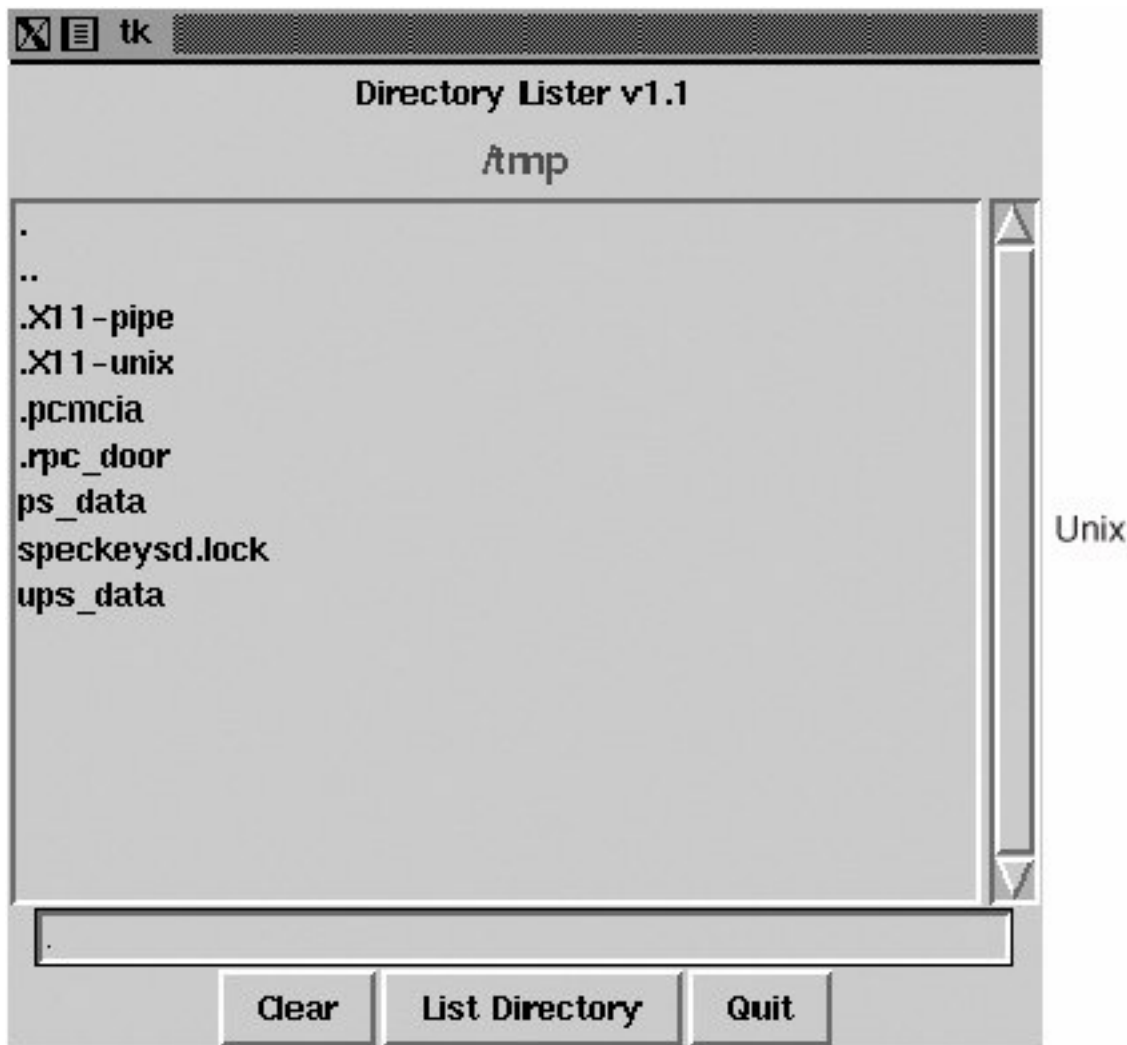 tk
Directory Lister v1.1
/tmp
.
..
.X11-pipe
.X11-unix
.pcmcia
.rpc_door
ps_data
speckeysd.lock
ups_data
Unix
.
Clear List Directory Quit